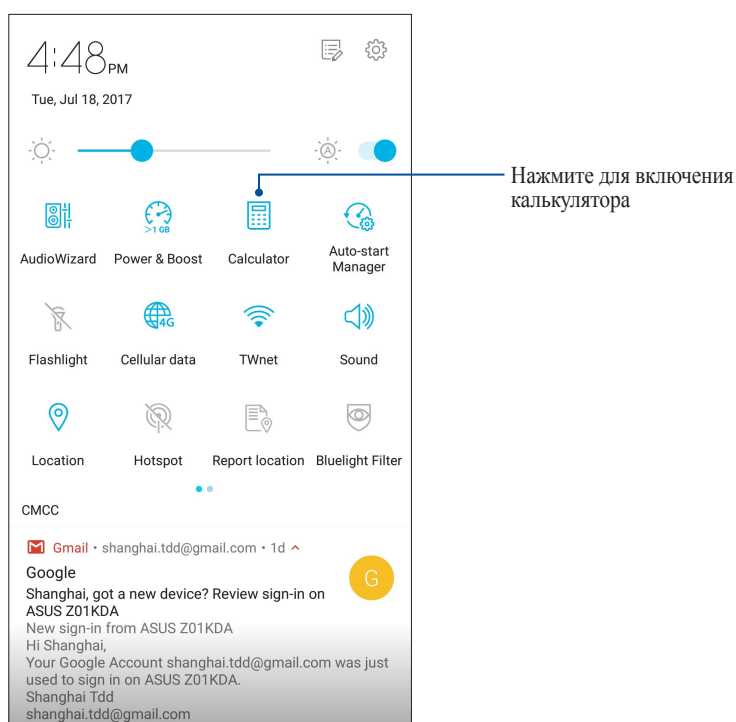 4:48 PM
Tue, Jul 18, 2017
A
Нажмите для включения
калькулятора
>1 GB
AudioWizard Power & Boost Calculator Auto-start
Manager
4G
Flashlight Cellular data TWnet Sound
Location Hotspot Report location Bluelight Filter
CMCC
Gmail • shanghai.tdd@gmail.com • 1d
Google
G
Shanghai, got a new device? Review sign-in on
ASUS Z01KDA
New sign-in from ASUS Z01KDA
Hi Shanghai,
Your Google Account shanghai.tdd@gmail.com was just
used to sign in on ASUS Z01KDA.
Shanghai Tdd
shanghai.tdd@gmail.com